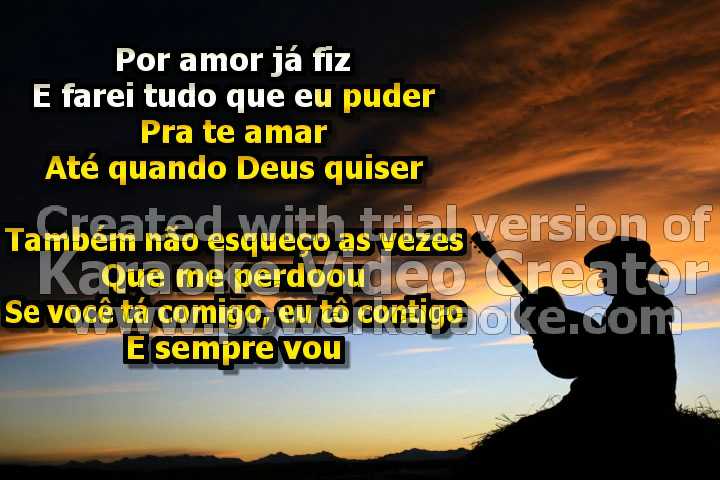 Por amor já fiz
E farei tudo que eu puder
Pra te amar
Até quando Deus quiser
Created with trial version of
Também não esqueço as vezes
Karaoke Video Creator
Que me perdoou
Se você tá comigo, eu tô contigo
www.powerkaraoke.com
E sempre vou